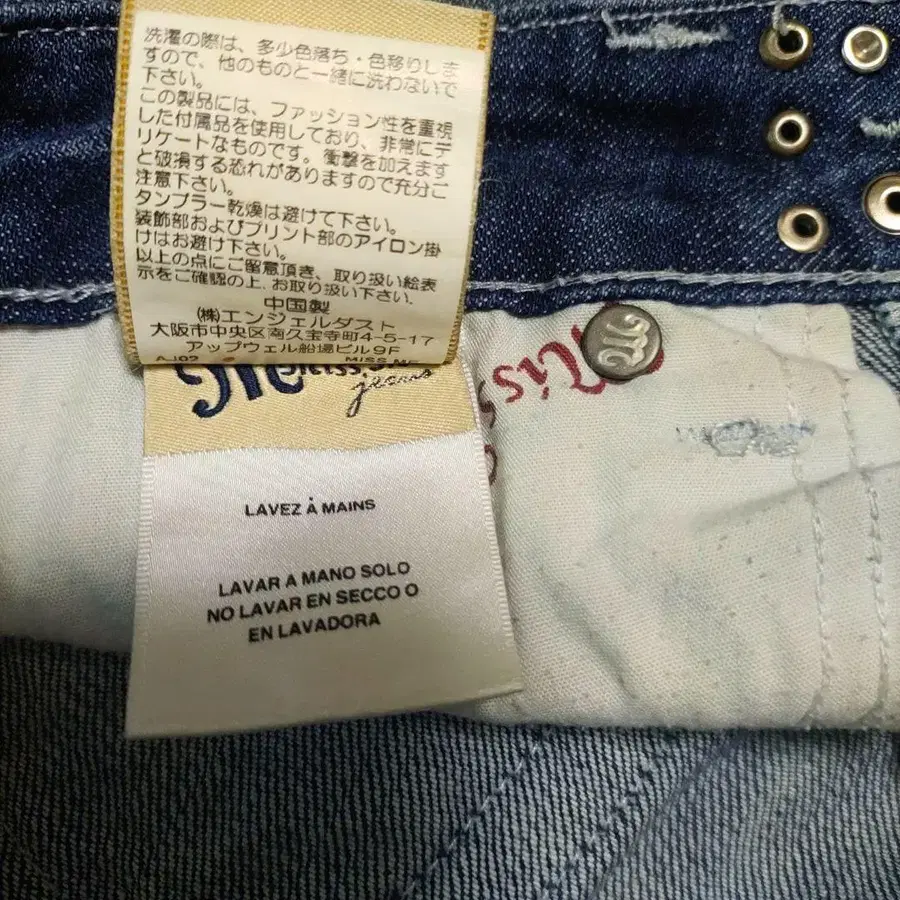 洗濯の際は、多少色落ち・色移りしま
すので、他のものと一緒に洗わないで
下さい。
この製品には、ファッション性を重視
した付属品を使用しており、非常にデ
リケートなものです。衝撃を加えます
と破損する恐れがありますので充分ご
注意下さい。
タンブラー乾燥は避けて下さい。
装飾部およびプリント部のアイロン掛
けはお避け下さい。
以上の点にご留意頂き、取り扱い絵表
示をご確認の上、お取り扱い下さい。
中国製
(株)エンジェルダスト
大阪市中央区南久宝寺町4-5-17
アップウェル船場ビル9F
MISS ME
jeans
Miss
LAVEZ À MAINS
LAVAR A MANO SOLO
NO LAVAR EN SECCO O
EN LAVADORA